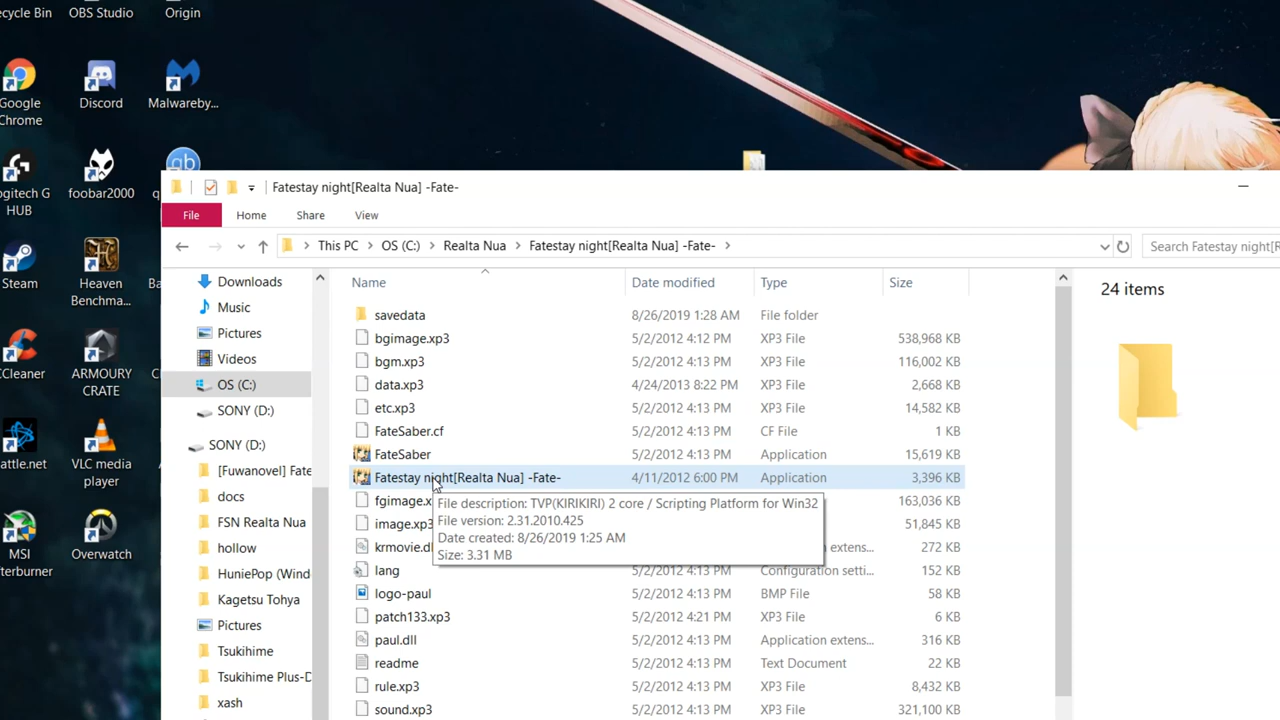 ecycle Bin
OBS Studio
Origin
Google
Chrome
Discord
Malwareby...
ogitech G
HUB
foobar2000
q
Steam
Heaven
Benchma...
Ba
CCleaner
ARMOURY
CRATE
attle.net
VLC media
player
MSI
fterburner
Overwatch
Fatestay night[Realta Nua] -Fate-
File
Home
Share
View
This PC > OS (C:) > Realta Nua > Fatestay night[Realta Nua] -Fate- >
Search Fatestay night[R
Downloads
Music
Pictures
Videos
OS (C:)
SONY (D:)
SONY (D:)
[Fuwanovel] Fate
docs
FSN Realta Nua
hollow
HuniePop (Wind
Kagetsu Tohya
Pictures
Tsukihime
Tsukihime Plus-D
xash
Name Date modified Type Size
savedata 8/26/2019 1:28 AM File folder
bgimage.xp3 5/2/2012 4:12 PM XP3 File 538,968 KB
bgm.xp3 5/2/2012 4:13 PM XP3 File 116,002 KB
data.xp3 4/24/2013 8:22 PM XP3 File 2,668 KB
etc.xp3 5/2/2012 4:13 PM XP3 File 14,582 KB
FateSaber.cf 5/2/2012 4:13 PM CF File 1 KB
FateSaber 5/2/2012 4:13 PM Application 15,619 KB
Fatestay night[Realta Nua] -Fate- 4/11/2012 6:00 PM Application 3,396 KB
fgimage.x 163,036 KB
image.xp3 51,845 KB
krmovie.dl n extens... 272 KB
File description: TVP(KIRIKIRI) 2 core / Scripting Platform for Win32
File version: 2.31.2010.425
Date created: 8/26/2019 1:25 AM
Size: 3.31 MB
lang 5/2/2012 4:13 PM Configuration setti... 152 KB
logo-paul 5/2/2012 4:13 PM BMP File 58 KB
patch133.xp3 5/2/2012 4:21 PM XP3 File 6 KB
paul.dll 5/2/2012 4:13 PM Application extens... 316 KB
readme 5/2/2012 4:13 PM Text Document 22 KB
rule.xp3 5/2/2012 4:13 PM XP3 File 8,432 KB
sound.xp3 5/2/2012 4:13 PM XP3 File 321,100 KB
24 items